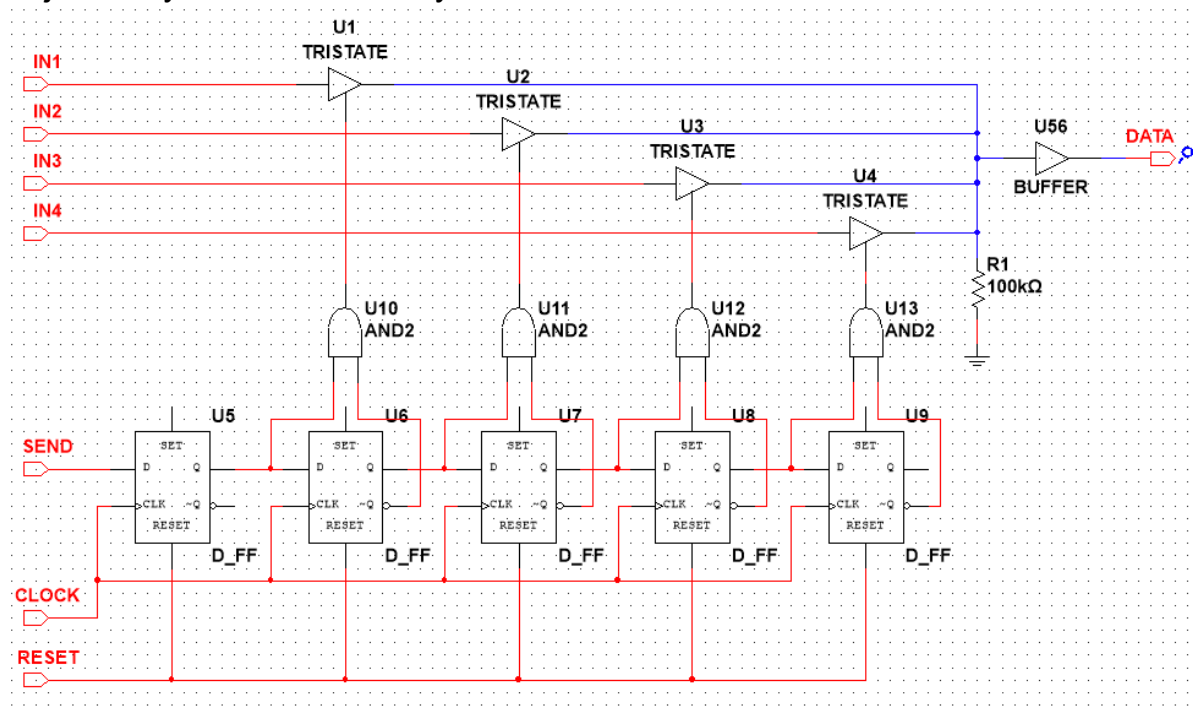 U1
TRISTATE
IN1
U2
TRISTATE
IN2
U3
TRISTATE
U56
DATA
BUFFER
IN3
U4
TRISTATE
IN4
R1
100kΩ
U10
AND2
U11
AND2
U12
AND2
U13
AND2
U5
U6
U7
U8
U9
SEND
SET
D Q
CLK ~Q
RESET
D_FF
SET
D Q
CLK ~Q
RESET
D_FF
SET
D Q
CLK ~Q
RESET
D_FF
SET
D Q
CLK ~Q
RESET
D_FF
SET
D Q
CLK ~Q
RESET
D_FF
CLOCK
RESET